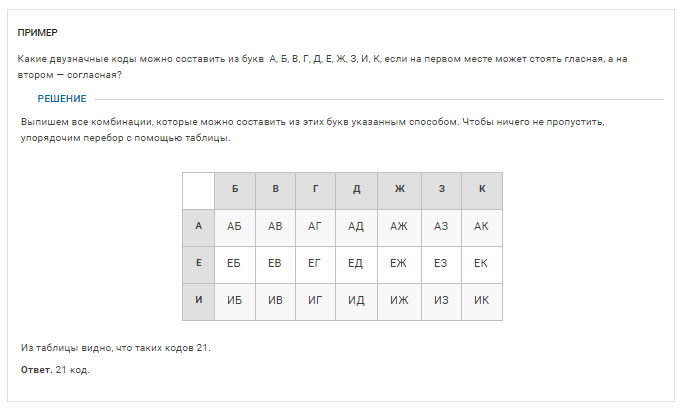 ПРИМЕР
Какие двузначные коды можно составить из букв А, Б, В, Г, Д, Е, Ж, З, И, К, если на первом месте может стоять гласная, а на
втором — согласная?
РЕШЕНИЕ
Выпишем все комбинации, которые можно составить из этих букв указанным способом. Чтобы ничего не пропустить,
упорядочим перебор с помощью таблицы.
Б В Г Д Ж З К
А АБ АВ АГ АД АЖ АЗ АК
Е ЕБ ЕВ ЕГ ЕД ЕЖ ЕЗ ЕК
И ИБ ИВ ИГ ИД ИЖ ИЗ ИК
Из таблицы видно, что таких кодов 21.
Ответ. 21 код.